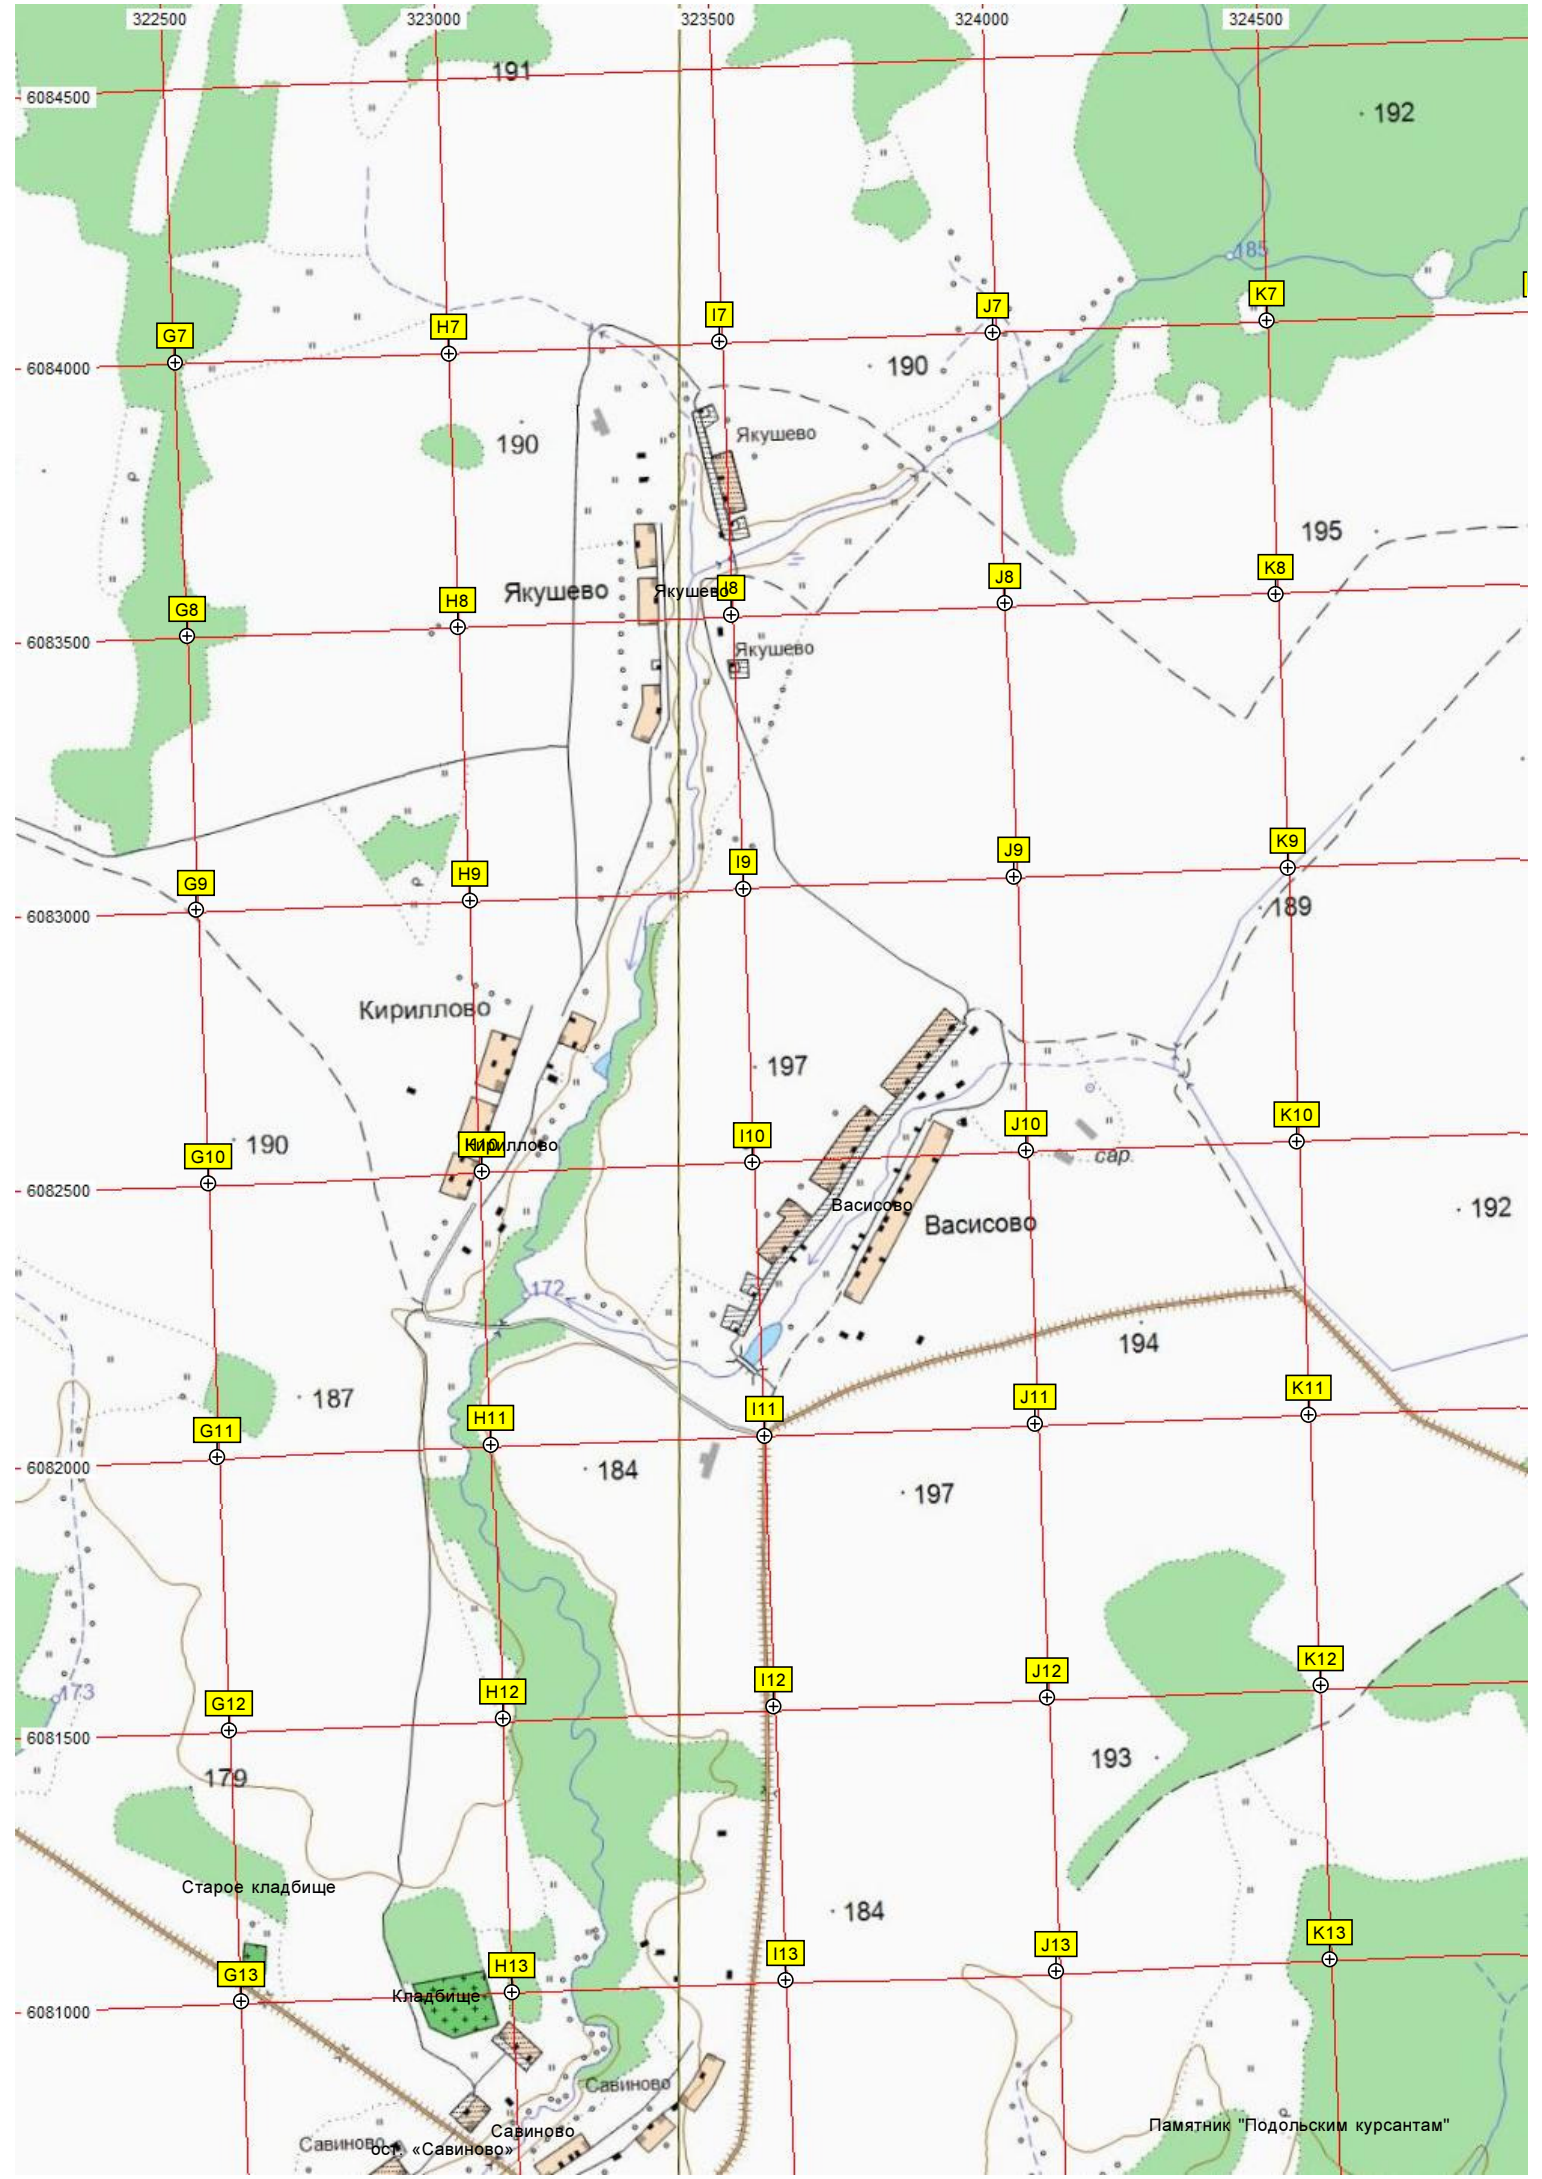 322500 323000 323500 324000 324500
191
6084500
192
185
K7
J7
I7
H7
G7
6084000
190
Якушево
190
195
K8
J8
Якушево
Якушево
I8
H8
G8
6083500
Якушево
K9
J9
I9
H9
G9
189
6083000
Кириллово
197
K10
J10
I10
H10
Кириллово
190
G10
сар.
6082500
Васисово
Васисово
192
172
194
187
K11
J11
I11
H11
G11
6082000
184
197
K12
J12
I12
H12
173
G12
6081500
193
179
Старое кладбище
184
K13
J13
I13
H13
G13
Кладбище
6081000
Савиново
Памятник "Подольским курсантам"
Савиново
Савиново
ост. «Савиново»